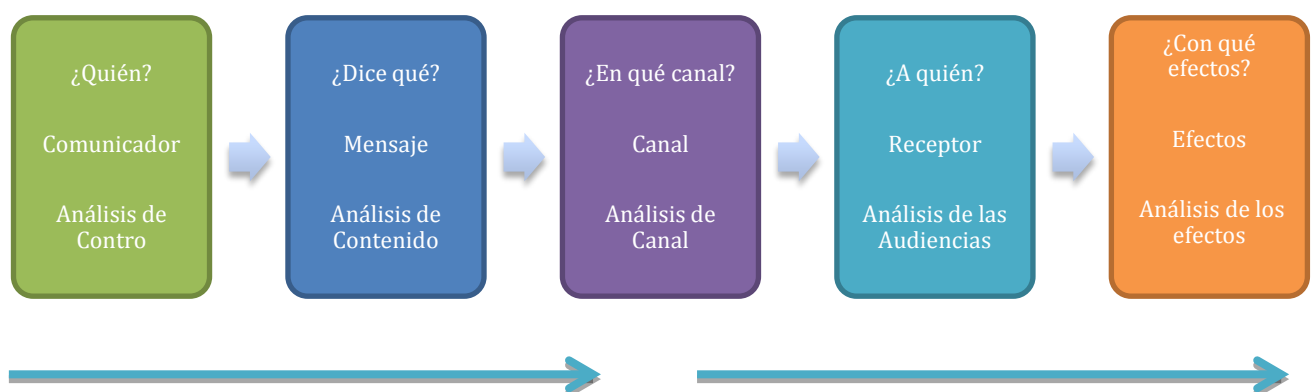 ¿Quién?
Comunicador
Análisis de
Contro
¿Dice qué?
Mensaje
Análisis de
Contenido
¿En qué canal?
Canal
Análisis de
Canal
¿A quién?
Receptor
Análisis de las
Audiencias
¿Con qué
efectos?
Efectos
Análisis de los
efectos